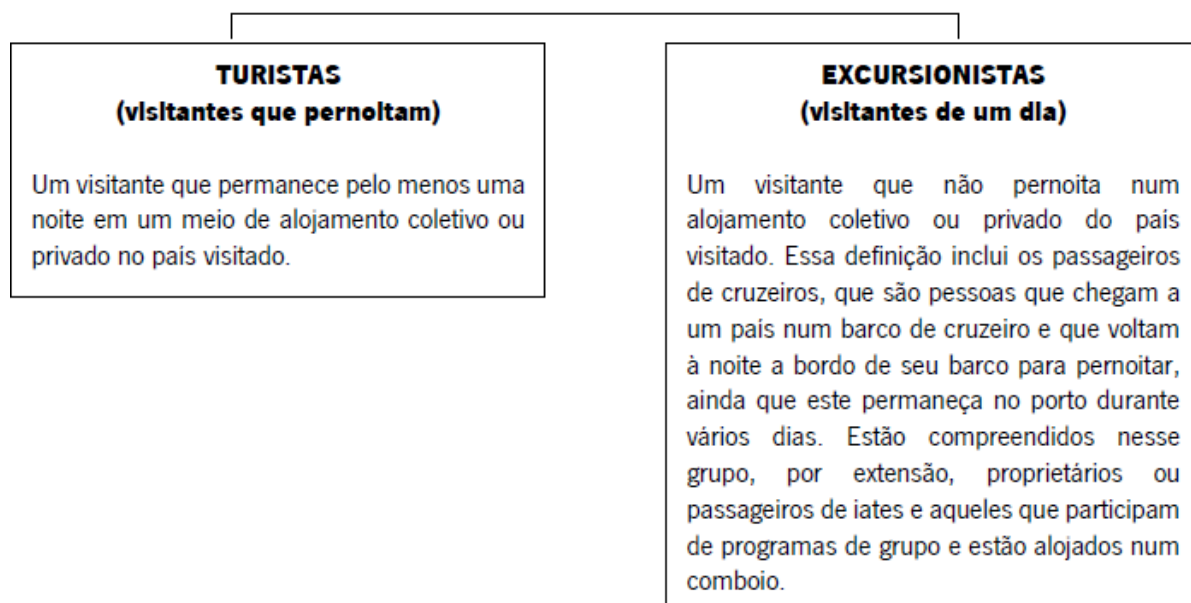 TURISTAS
(visitantes que pernoitam)
Um visitante que permanece pelo menos uma
noite em um meio de alojamento coletivo ou
privado no país visitado.
EXCURSIONISTAS
(visitantes de um dia)
Um visitante que não pernoita num
alojamento coletivo ou privado do país
visitado. Essa definição inclui os passageiros
de cruzeiros, que são pessoas que chegam a
um país num barco de cruzeiro e que voltam
à noite a bordo de seu barco para pernoitar,
ainda que este permaneça no porto durante
vários dias. Estão compreendidos nesse
grupo, por extensão, proprietários ou
passageiros de iates e aqueles que participam
de programas de grupo e estão alojados num
comboio.